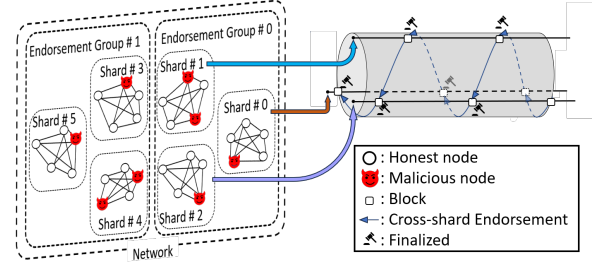 Endorsement Group # 1
Endorsement Group # 0
Shard # 3
Shard # 1
Shard # 5
Shard # 0
Shard # 4
Shard # 2
Network
: Honest node
: Malicious node
: Block
: Cross-shard Endorsement
: Finalized